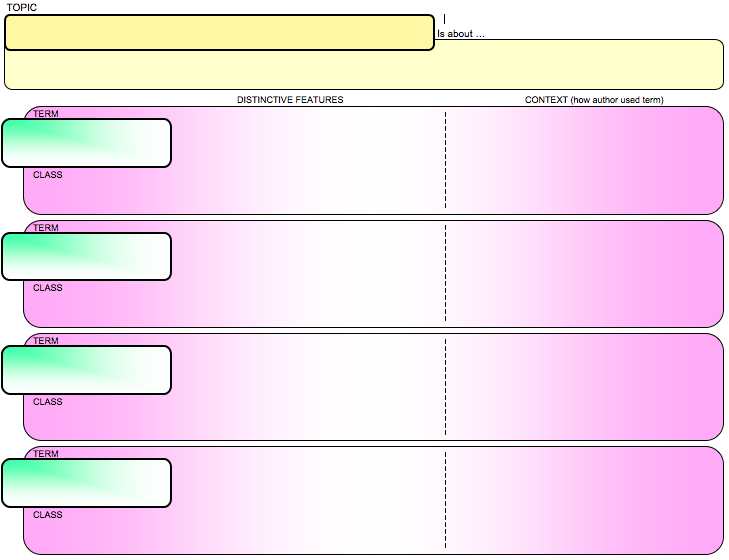 TOPIC
Is about ...
DISTINCTIVE FEATURES CONTEXT (how author used term)
TERM
CLASS
TERM
CLASS
TERM
CLASS
TERM
CLASS